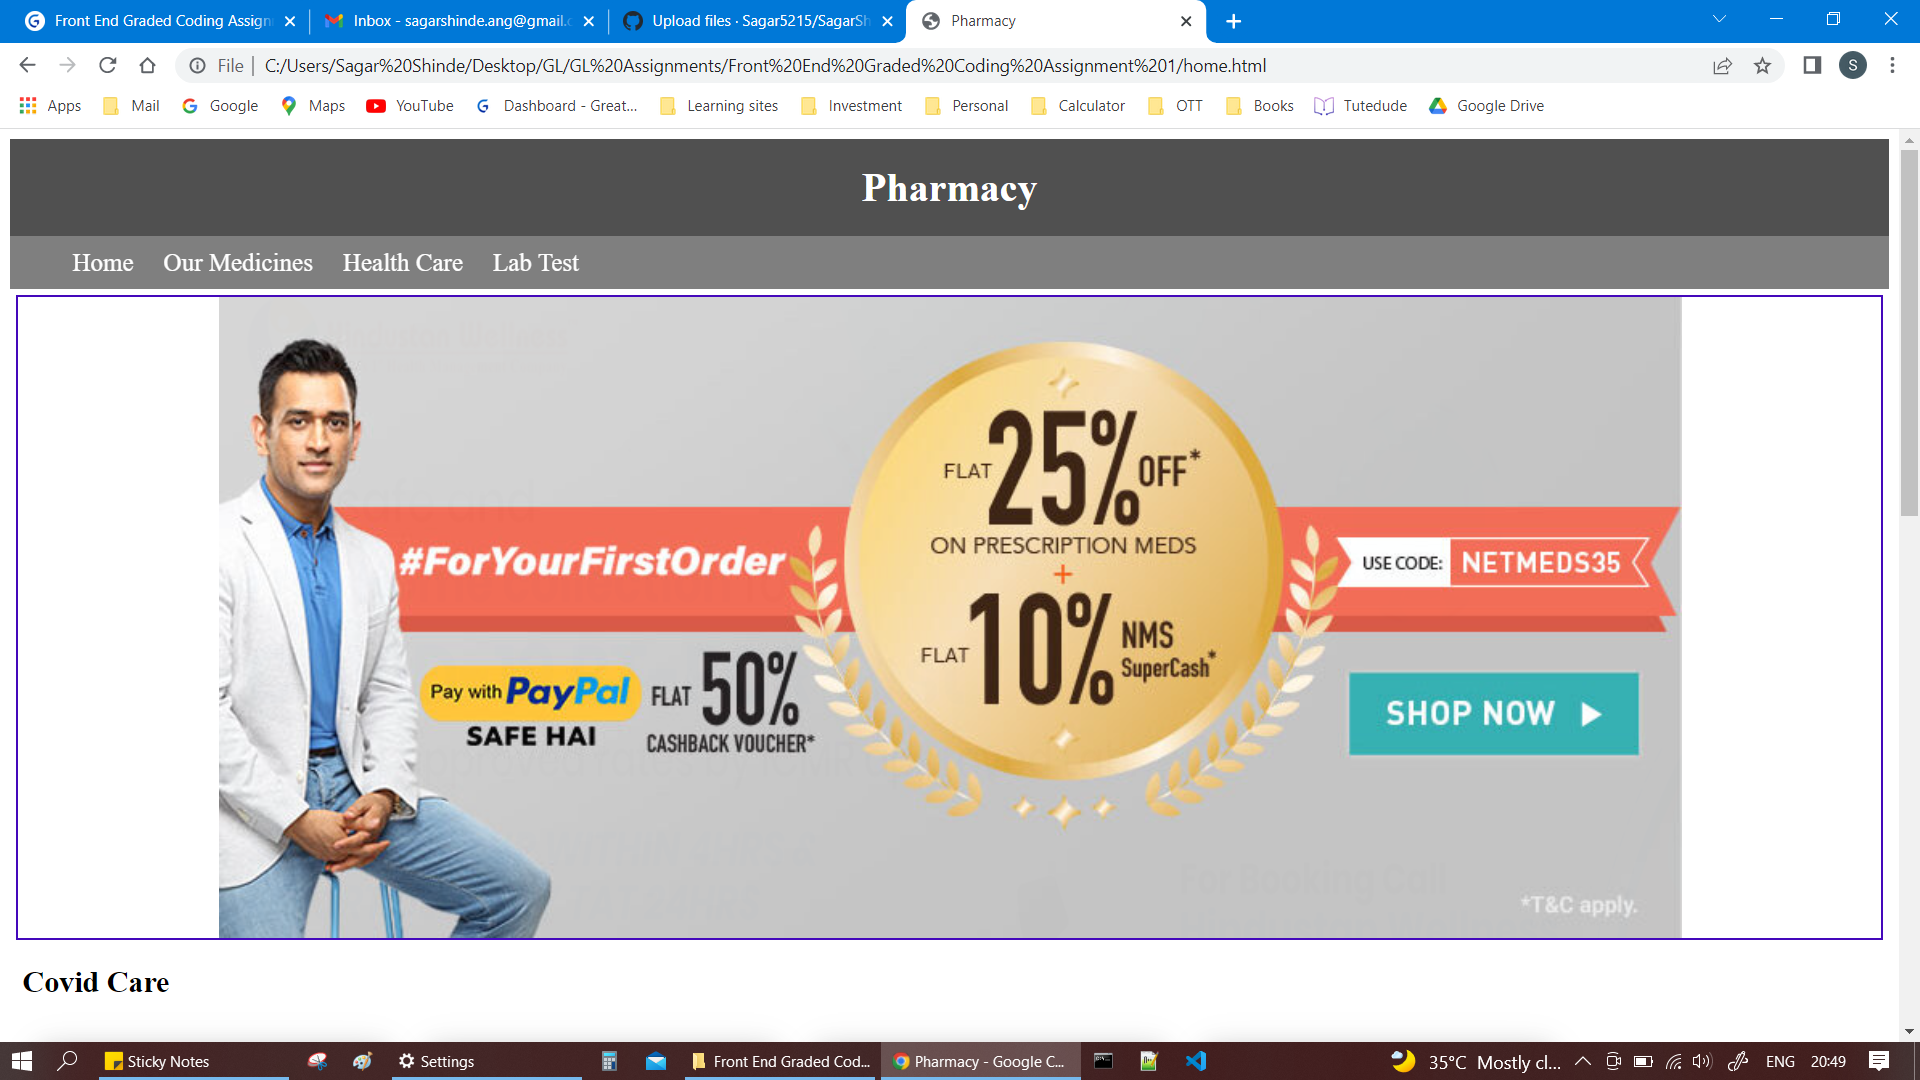 Front End Graded Coding Assign
Inbox - sagarshinde.ang@gmail.c
Upload files · Sagar5215/SagarSh
Pharmacy
File | C:/Users/Sagar%20Shinde/Desktop/GL/GL%20Assignments/Front%20End%20Graded%20Coding%20Assignment%201/home.html
S
Apps Mail Google Maps YouTube Dashboard - Great... Learning sites Investment Personal Calculator OTT Books Tutedude Google Drive
Pharmacy
Home Our Medicines Health Care Lab Test
FLAT 25% OFF*
ON PRESCRIPTION MEDS
+
FLAT 10% NMS SuperCash*
#ForYourFirstOrder
USE CODE: NETMEDS35
Pay with PayPal
SAFE HAI
FLAT 50%
CASHBACK VOUCHER*
SHOP NOW
For Booking Call
*T&C apply.
Covid Care
Sticky Notes Settings Front End Graded Cod... Pharmacy - Google C... 35°C Mostly cl... ENG 20:49